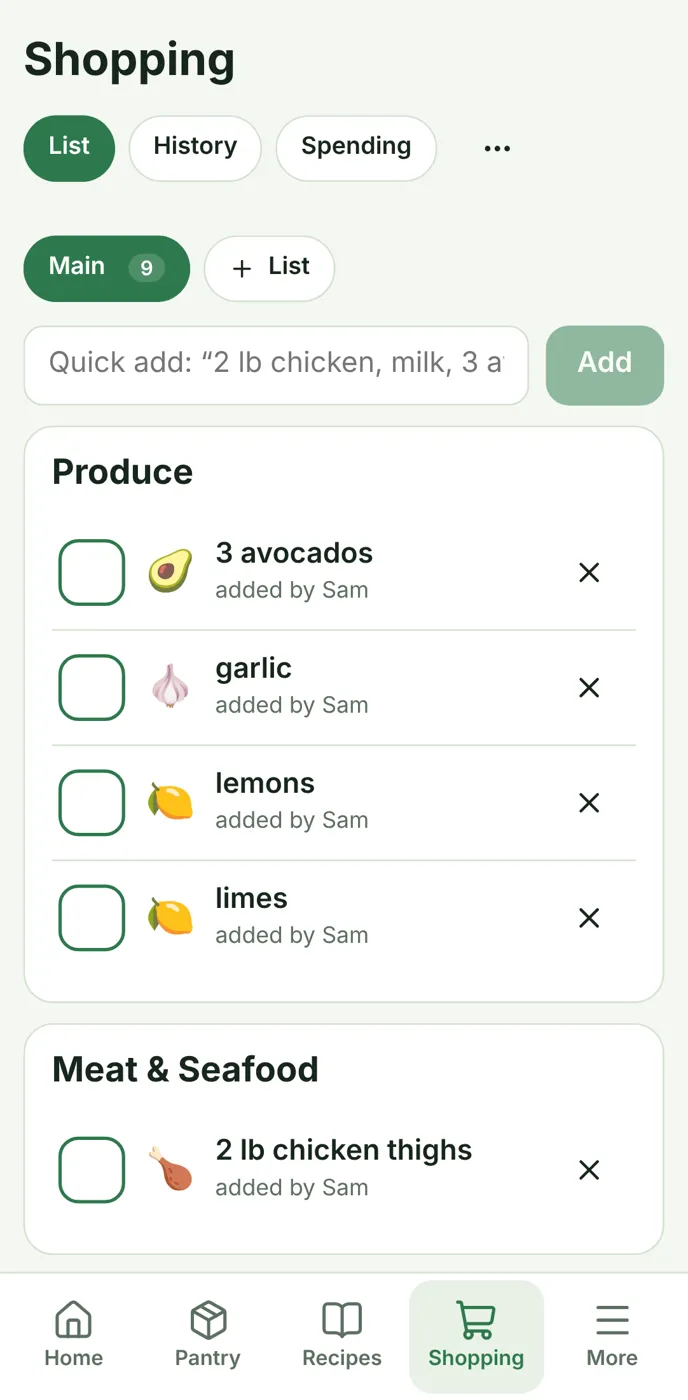 Shopping
List
History
Spending
Main 9
+ List
Quick add: “2 lb chicken, milk, 3 a
Add
Produce
3 avocados
added by Sam
garlic
added by Sam
lemons
added by Sam
limes
added by Sam
Meat & Seafood
2 lb chicken thighs
added by Sam
Home
Pantry
Recipes
Shopping
More